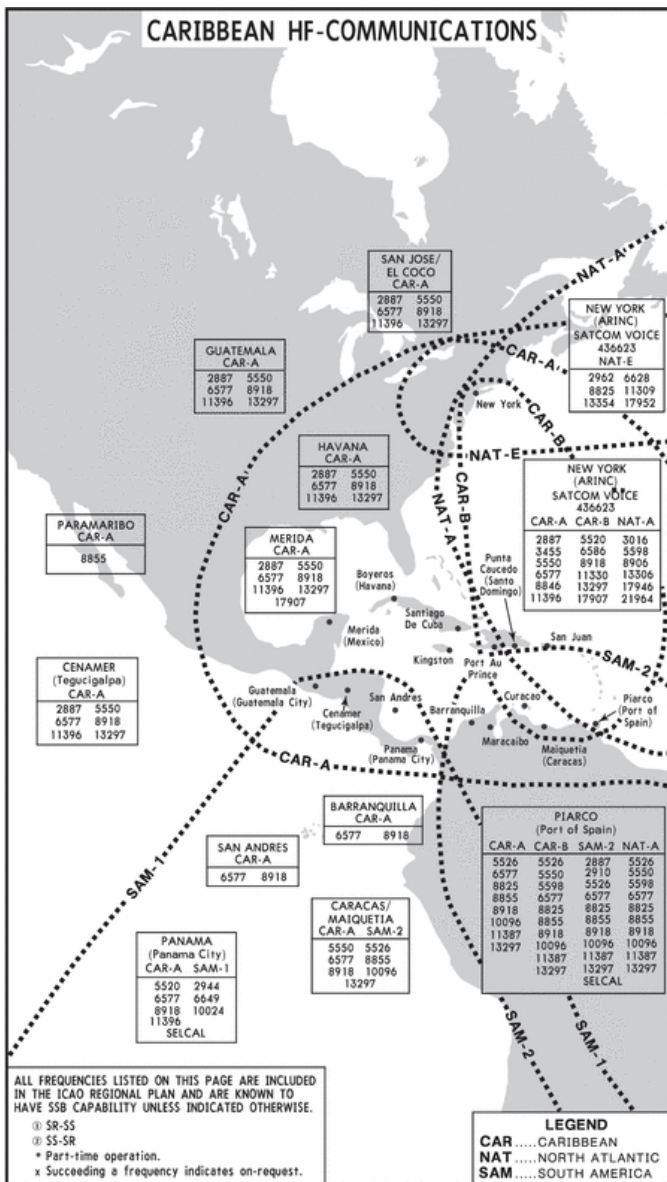 CARIBBEAN HF-COMMUNICATIONS
NAT-A
SAN JOSE/
EL COCO
CAR-A
2887 5550
6577 8918
11396 13297
NEW YORK
(ARINC)
SATCOM VOICE
436623
NAT-E
2962 6628
8825 11309
13354 17952
GUATEMALA
CAR-A
2887 5550
6577 8918
11396 13297
CAR-A
New York
CAR-B
HAVANA
CAR-A
2887 5550
6577 8918
11396 13297
NAT-E
CAR-A
NAT-A
CAR-B
NEW YORK
(ARINC)
SATCOM VOICE
436623
CAR-A CAR-B NAT-A
2887 5520 3016
3455 6586 5598
5550 8918 8906
6577 11330 13306
8846 13297 17946
11396 17907 21964
PARAMARIBO
CAR-A
8855
MERIDA
CAR-A
2887 5550
6577 8918
11396 13297
17907
Boyeros
(Havana)
Punta
Caucedo
(Santo
Domingo)
Santiago
De Cuba
Merida
(Mexico)
Kingston
Port Au
Prince
San Juan
SAM-2
CENAMER
(Tegucigalpa)
CAR-A
2887 5550
6577 8918
11396 13297
Guatemala
(Guatemala City)
Cenamer
(Tegucigalpa)
San Andres
Barranquilla
Curacao
Piarco
(Port of
Spain)
Panama
(Panama City)
Maracaibo
Maiquetia
(Caracas)
CAR-A
BARRANQUILLA
CAR-A
6577 8918
PIARCO
(Port of Spain)
CAR-A CAR-B SAM-2 NAT-A
5526 5526 2887 5526
6577 5550 2910 5550
8825 5598 5526 5598
8855 6577 6577 6577
8918 8825 8825 8825
10096 8855 8855 8855
11387 8918 8918 8918
13297 10096 10096 10096
11387 11387 11387
13297 13297 13297
SELCAL
SAN ANDRES
CAR-A
6577 8918
SAM-1
CARACAS/
MAIQUETIA
CAR-A SAM-2
5550 5526
6577 8855
8918 10096
13297
PANAMA
(Panama City)
CAR-A SAM-1
5520 2944
6577 6649
8918 10024
11396
SELCAL
SAM-2
SAM-1
ALL FREQUENCIES LISTED ON THIS PAGE ARE INCLUDED
IN THE ICAO REGIONAL PLAN AND ARE KNOWN TO
HAVE SSB CAPABILITY UNLESS INDICATED OTHERWISE.
① SR-SS
② SS-SR
* Part-time operation.
x Succeeding a frequency indicates on-request.
LEGEND
CAR.....CARIBBEAN
NAT.....NORTH ATLANTIC
SAM.....SOUTH AMERICA